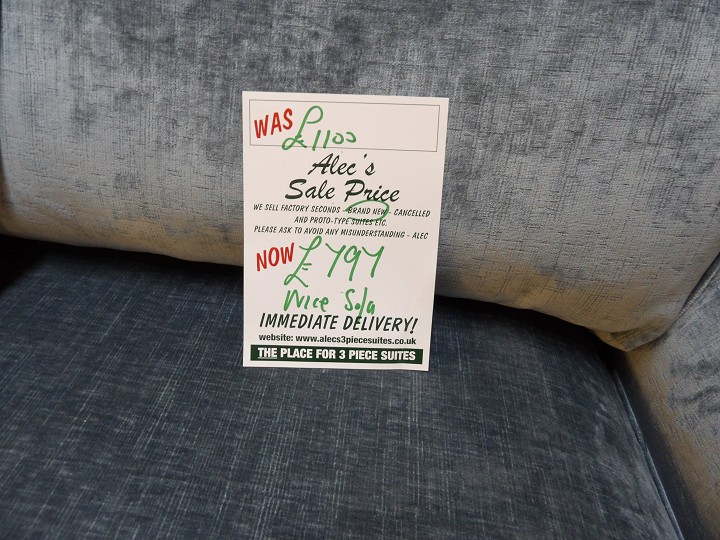 WAS £1100
Alec's
Sale Price
WE SELL FACTORY SECONDS - BRAND NEW - CANCELLED
AND PROTO-TYPE SUITES ETC.
PLEASE ASK TO AVOID ANY MISUNDERSTANDING - ALEC
NOW £797
Nice Sofa
IMMEDIATE DELIVERY!
website: www.alecs3piecesuites.co.uk
THE PLACE FOR 3 PIECE SUITES